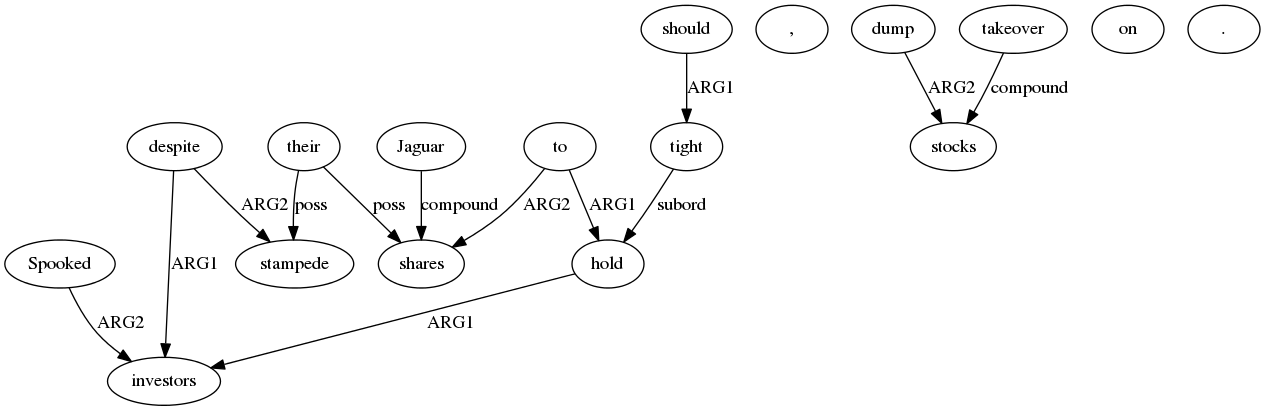 should , dump takeover on .
ARG1 ARG2 compound
despite their Jaguar to tight stocks
ARG2 poss poss compound ARG2 ARG1 subord
Spooked ARG1 stampede shares hold
ARG2 ARG1
investors